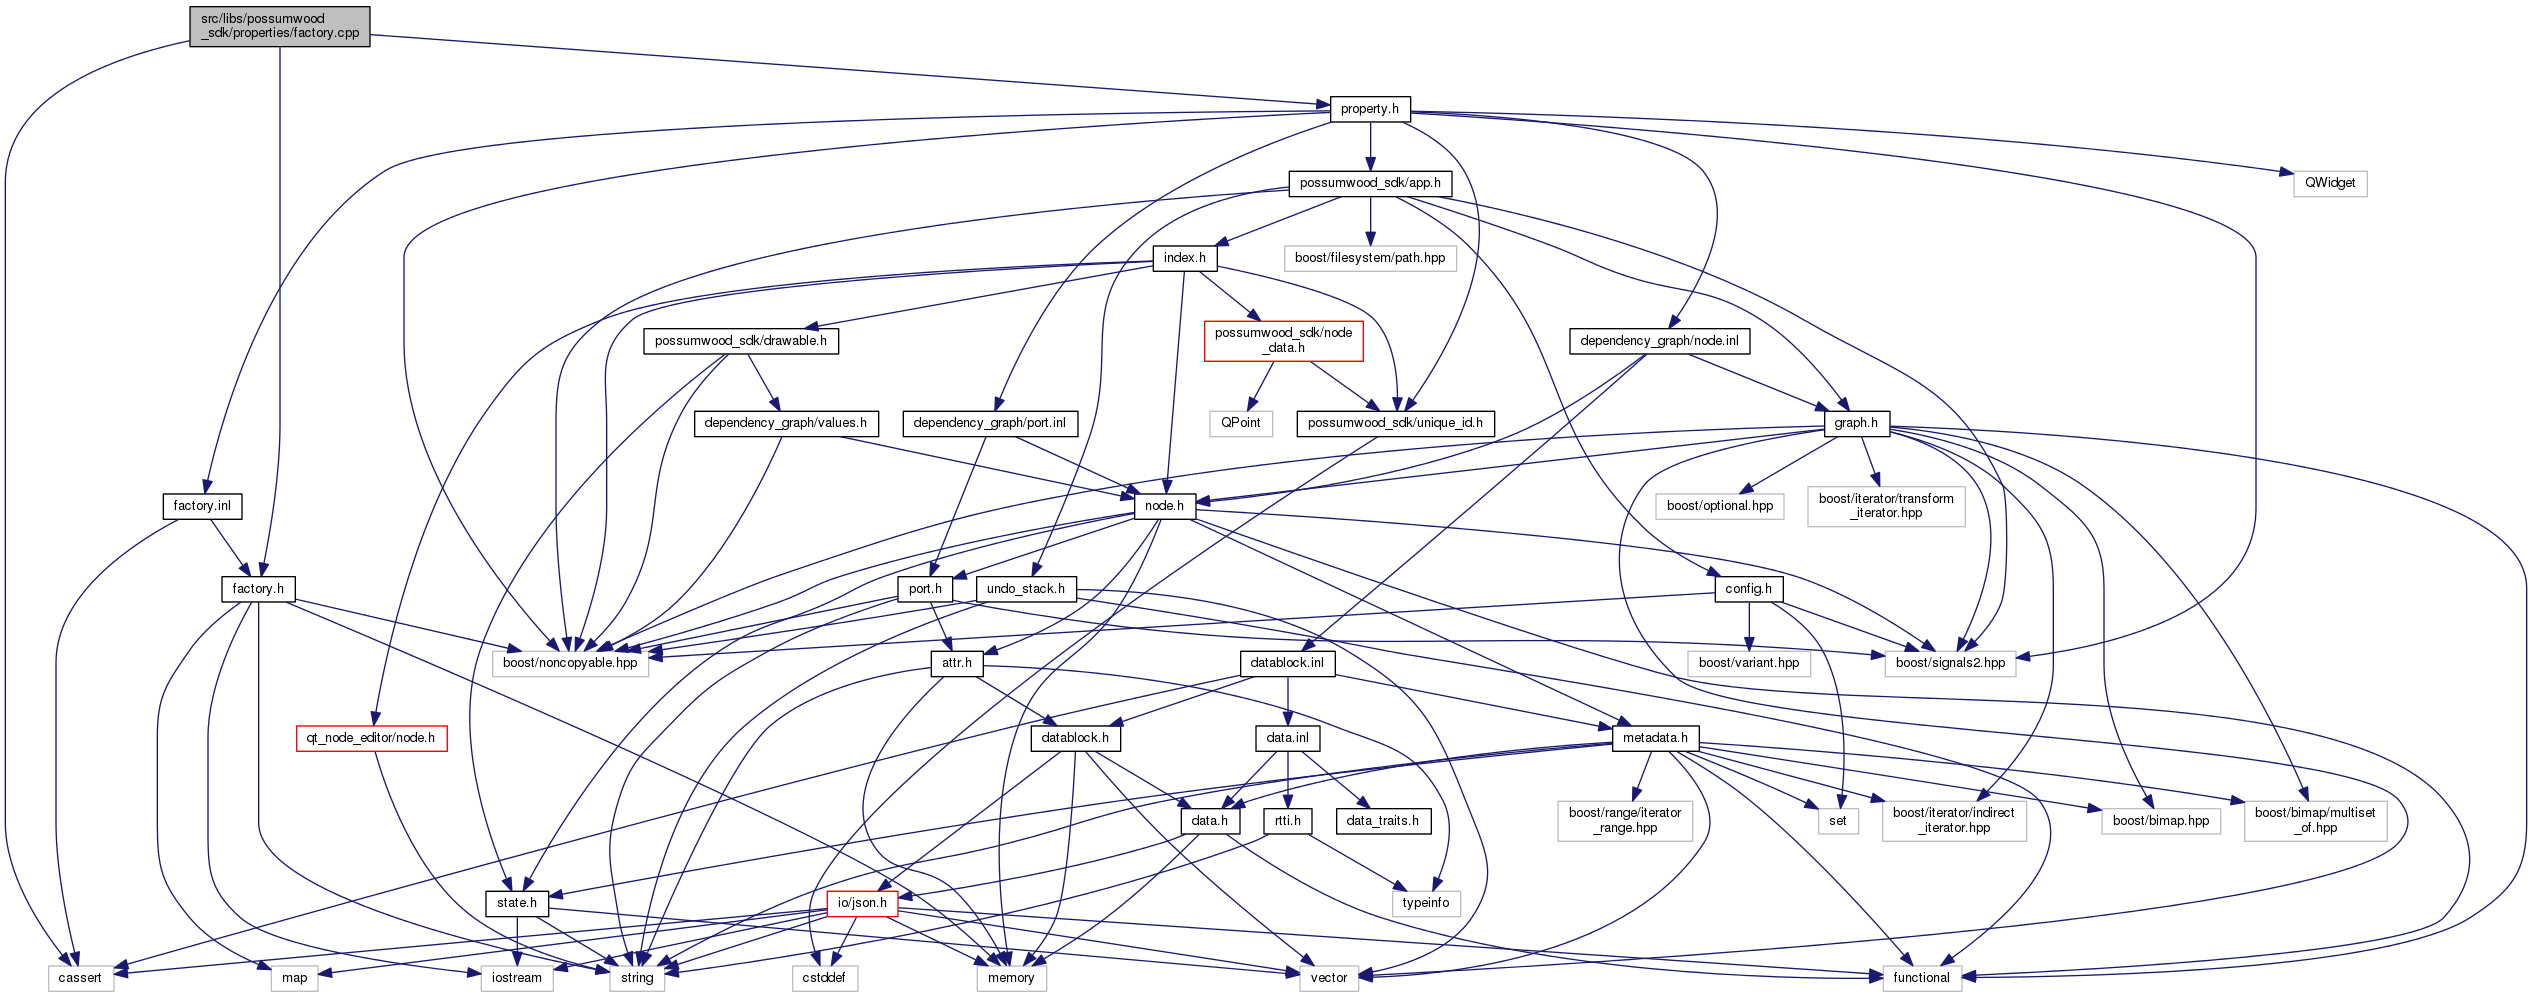 src/libs/possumwood
_sdk/properties/factory.cpp
property.h
possumwood_sdk/app.h
QWidget
index.h
boost/filesystem/path.hpp
possumwood_sdk/drawable.h
possumwood_sdk/node
_data.h
dependency_graph/node.inl
dependency_graph/values.h
dependency_graph/port.inl
QPoint
possumwood_sdk/unique_id.h
graph.h
factory.inl
node.h
boost/optional.hpp
boost/iterator/transform
_iterator.hpp
factory.h
port.h
undo_stack.h
config.h
boost/noncopyable.hpp
attr.h
datablock.inl
boost/variant.hpp
boost/signals2.hpp
qt_node_editor/node.h
datablock.h
data.inl
metadata.h
data.h
rtti.h
data_traits.h
boost/range/iterator
_range.hpp
set
boost/iterator/indirect
_iterator.hpp
boost/bimap.hpp
boost/bimap/multiset
_of.hpp
state.h
io/json.h
typeinfo
cassert
map
iostream
string
cstddef
memory
vector
functional